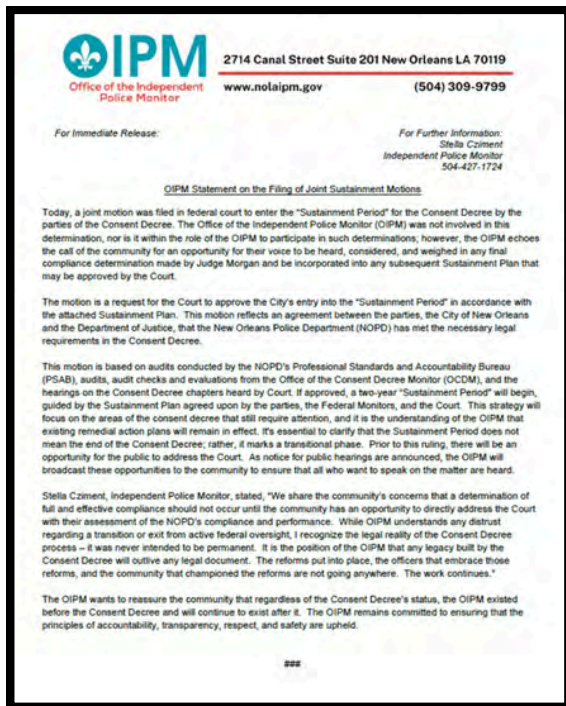 OIPM
Office of the Independent
Police Monitor
2714 Canal Street Suite 201 New Orleans LA 70119
www.nolaipm.gov (504) 309-9799
For Immediate Release:
For Further Information:
Stella Cziment
Independent Police Monitor
504-427-1724
OIPM Statement on the Filing of Joint Sustainment Motions
Today, a joint motion was filed in federal court to enter the "Sustainment Period" for the Consent Decree by the
parties of the Consent Decree. The Office of the Independent Police Monitor (OIPM) was not involved in this
determination, nor is it within the role of the OIPM to participate in such determinations; however, the OIPM echoes
the call of the community for an opportunity for their voice to be heard, considered, and weighed in any final
compliance determination made by Judge Morgan and be incorporated into any subsequent Sustainment Plan that
may be approved by the Court.
The motion is a request for the Court to approve the City's entry into the "Sustainment Period" in accordance with
the attached Sustainment Plan. This motion reflects an agreement between the parties, the City of New Orleans
and the Department of Justice, that the New Orleans Police Department (NOPD) has met the necessary legal
requirements in the Consent Decree.
This motion is based on audits conducted by the NOPD's Professional Standards and Accountability Bureau
(PSAB), audits, audit checks and evaluations from the Office of the Consent Decree Monitor (OCDM), and the
hearings on the Consent Decree chapters heard by Court. If approved, a two-year "Sustainment Period" will begin,
guided by the Sustainment Plan agreed upon by the parties, the Federal Monitors, and the Court. This strategy will
focus on the areas of the consent decree that still require attention, and it is the understanding of the OIPM that
existing remedial action plans will remain in effect. It's essential to clarify that the Sustainment Period does not
mean the end of the Consent Decree; rather, it marks a transitional phase. Prior to this ruling, there will be an
opportunity for the public to address the Court. As notice for public hearings are announced, the OIPM will
broadcast these opportunities to the community to ensure that all who want to speak on the matter are heard.
Stella Cziment, Independent Police Monitor, stated, "We share the community's concerns that a determination of
full and effective compliance should not occur until the community has an opportunity to directly address the Court
with their assessment of the NOPD's compliance and performance. While OIPM understands any distrust
regarding a transition or exit from active federal oversight, I recognize the legal reality of the Consent Decree
process – it was never intended to be permanent. It is the position of the OIPM that any legacy built by the
Consent Decree will outlive any legal document. The reforms put into place, the officers that embrace those
reforms, and the community that championed the reforms are not going anywhere. The work continues."
The OIPM wants to reassure the community that regardless of the Consent Decree's status, the OIPM existed
before the Consent Decree and will continue to exist after it. The OIPM remains committed to ensuring that the
principles of accountability, transparency, respect, and safety are upheld.
###